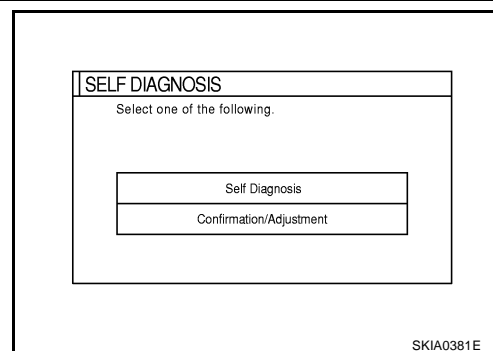 SELF DIAGNOSIS
Select one of the following.
Self Diagnosis
Confirmation/Adjustment
SKIA0381E